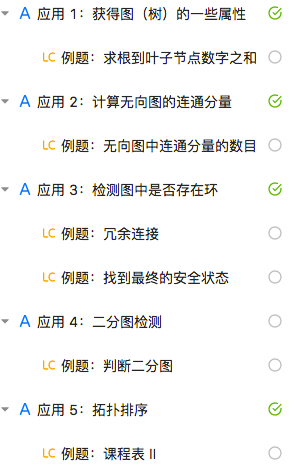 A 应用 1：获得图（树）的一些属性
LC 例题：求根到叶子节点数字之和
A 应用 2：计算无向图的连通分量
LC 例题：无向图中连通分量的数目
A 应用 3：检测图中是否存在环
LC 例题：冗余连接
LC 例题：找到最终的安全状态
A 应用 4：二分图检测
LC 例题：判断二分图
A 应用 5：拓扑排序
LC 例题：课程表 II